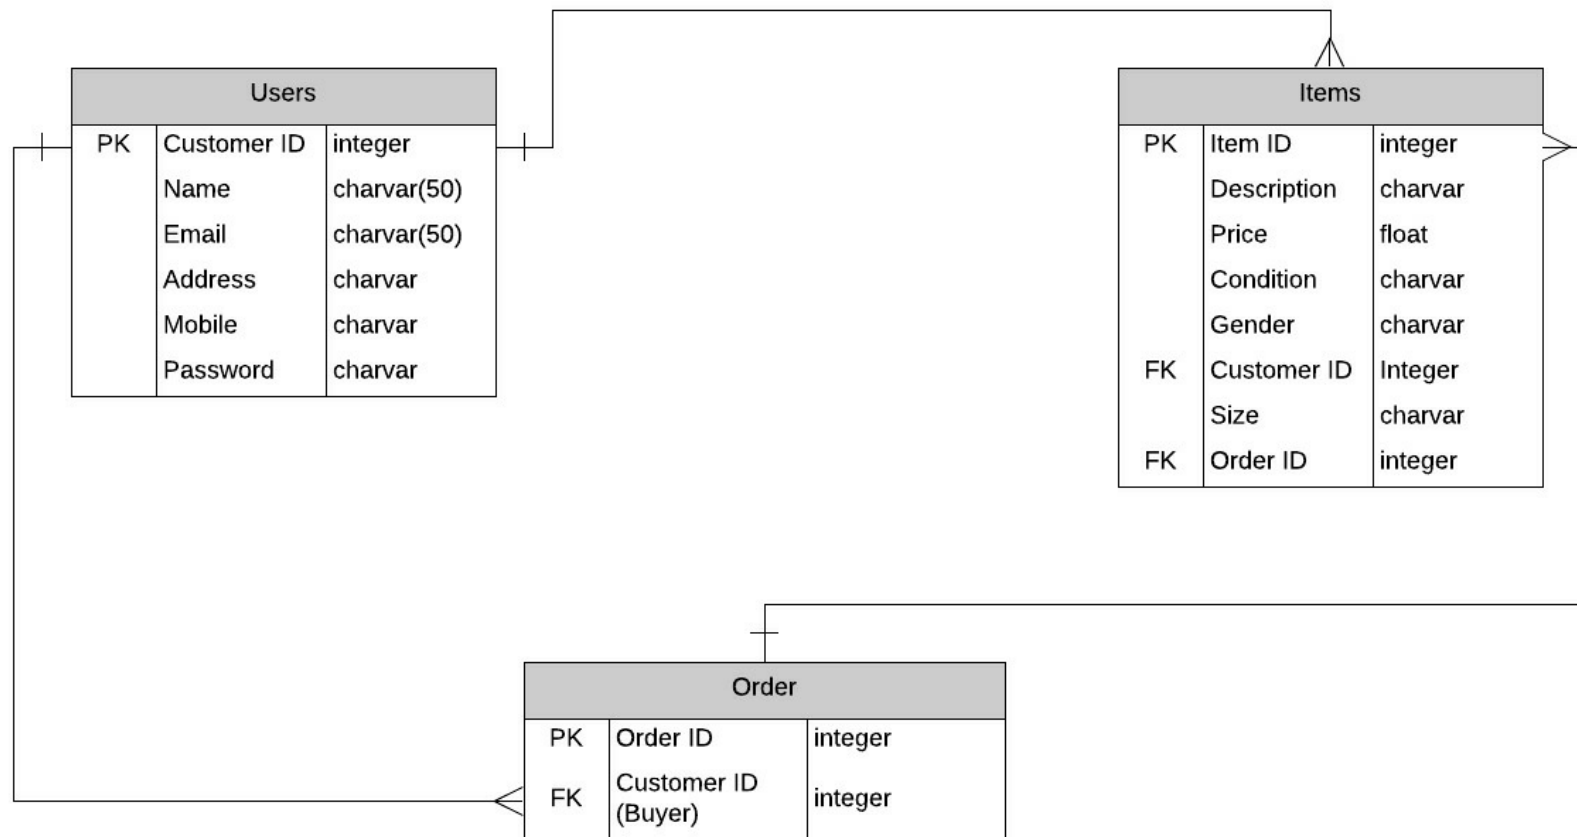 Users
PK Customer ID integer
Name charvar(50)
Email charvar(50)
Address charvar
Mobile charvar
Password charvar
Items
PK Item ID integer
Description charvar
Price float
Condition charvar
Gender charvar
FK Customer ID Integer
Size charvar
FK Order ID integer
Order
PK Order ID integer
FK Customer ID
(Buyer) integer